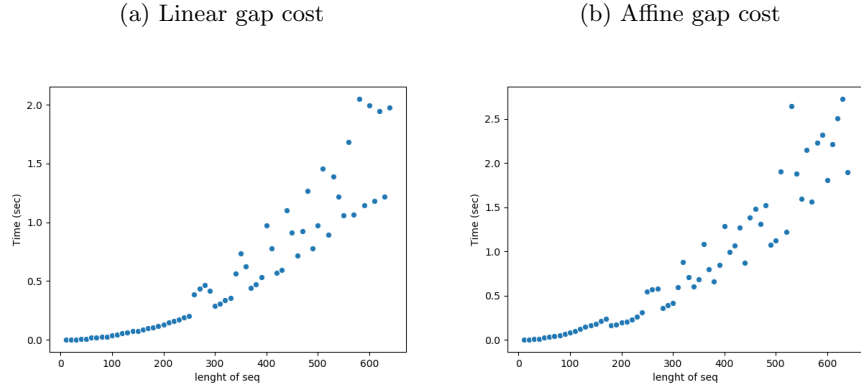 (a) Linear gap cost
(b) Affine gap cost
2.0
1.5
1.0
0.5
0.0
Time (sec)
0 100 200 300 400 500 600
lenght of seq
2.5
2.0
1.5
1.0
0.5
0.0
Time (sec)
0 100 200 300 400 500 600
lenght of seq